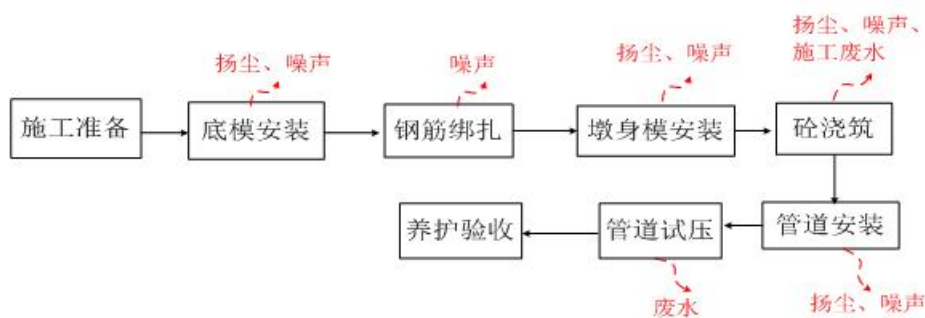 扬尘、噪声、
施工废水
扬尘、噪声
噪声
扬尘、噪声
施工准备
底模安装
钢筋绑扎
墩身模安装
砼浇筑
养护验收
管道试压
管道安装
废水
扬尘、噪声